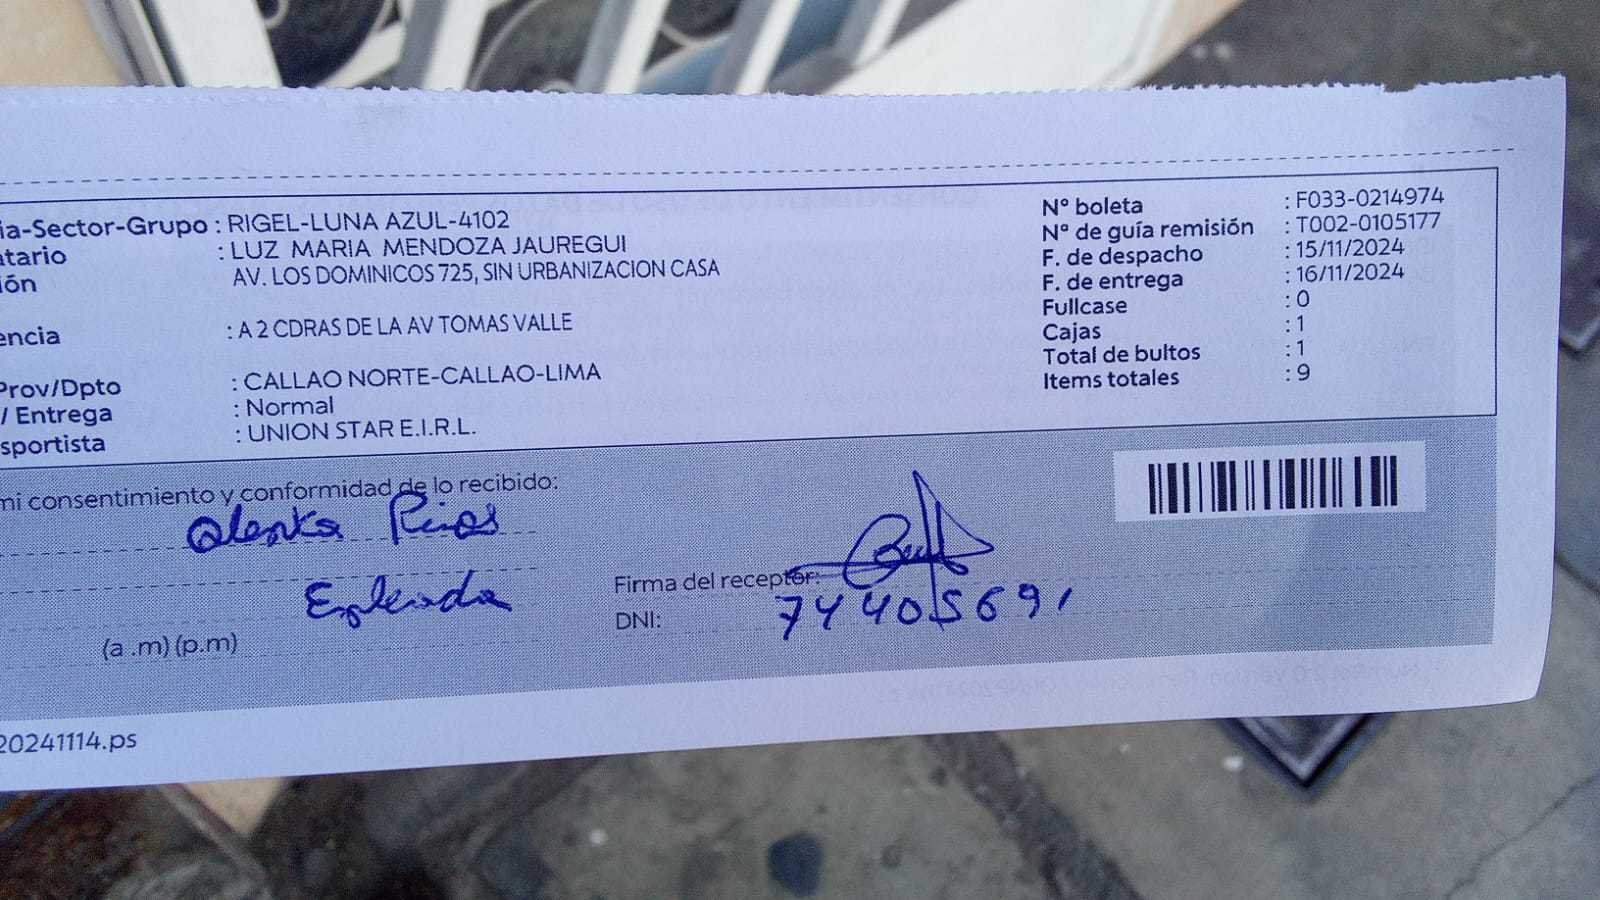 ia-Sector-Grupo : RIGEL-LUNA AZUL-4102
atario : LUZ MARIA MENDOZA JAUREGUI
ión AV. LOS DOMINICOS 725, SIN URBANIZACION CASA
encia : A 2 CDRAS DE LA AV TOMAS VALLE
Prov/Dpto : CALLAO NORTE-CALLAO-LIMA
/ Entrega : Normal
sportista : UNION STAR E.I.R.L.
N° boleta : F033-0214974
N° de guía remisión : T002-0105177
F. de despacho : 15/11/2024
F. de entrega : 16/11/2024
Fullcase : 0
Cajas : 1
Total de bultos : 1
Items totales : 9
mi consentimiento y conformidad de lo recibido:
Olenka Rios
Firma del receptor:
DNI: 74405691
(a .m) (p.m)
20241114.ps